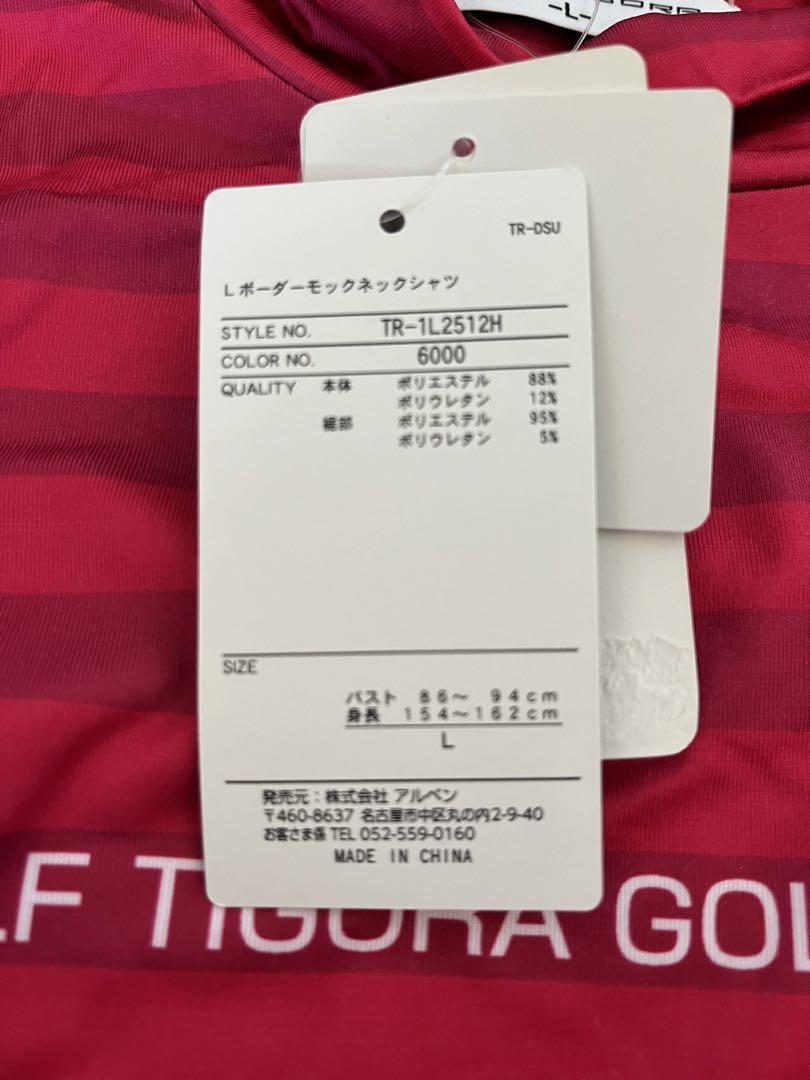 -L-
TR-DSU
Lボーダーモックネックシャツ
STYLE NO. TR-1L2512H
COLOR NO. 6000
QUALITY 本体 ポリエステル 88%
ポリウレタン 12%
裾部 ポリエステル 95%
ポリウレタン 5%
SIZE
バスト 86～ 94cm
身長 154～162cm
L
発売元：株式会社 アルペン
〒460-8637 名古屋市中区丸の内2-9-40
お客さま係 TEL 052-559-0160
MADE IN CHINA
LF TIGORA GOL